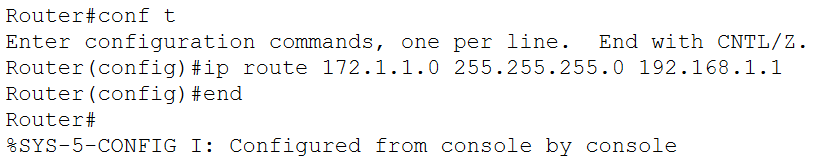 Router#conf t
Enter configuration commands, one per line.  End with CNTL/Z.
Router(config)#ip route 172.1.1.0 255.255.255.0 192.168.1.1
Router(config)#end
Router#
%SYS-5-CONFIG I: Configured from console by console